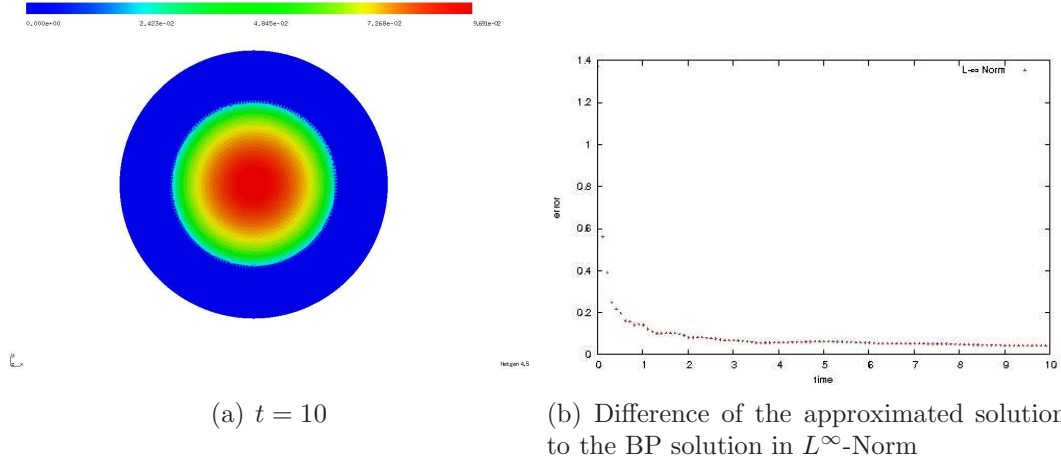 0.000e+00 2.423e-02 4.845e-02 7.268e-02 9.691e-02
Netgen 4.5
(a) t = 10
1.4
1.2
1
0.8
0.6
0.4
0.2
0
error
L-∞ Norm
0 1 2 3 4 5 6 7 8 9 10
time
(b) Difference of the approximated solution
to the BP solution in L∞-Norm